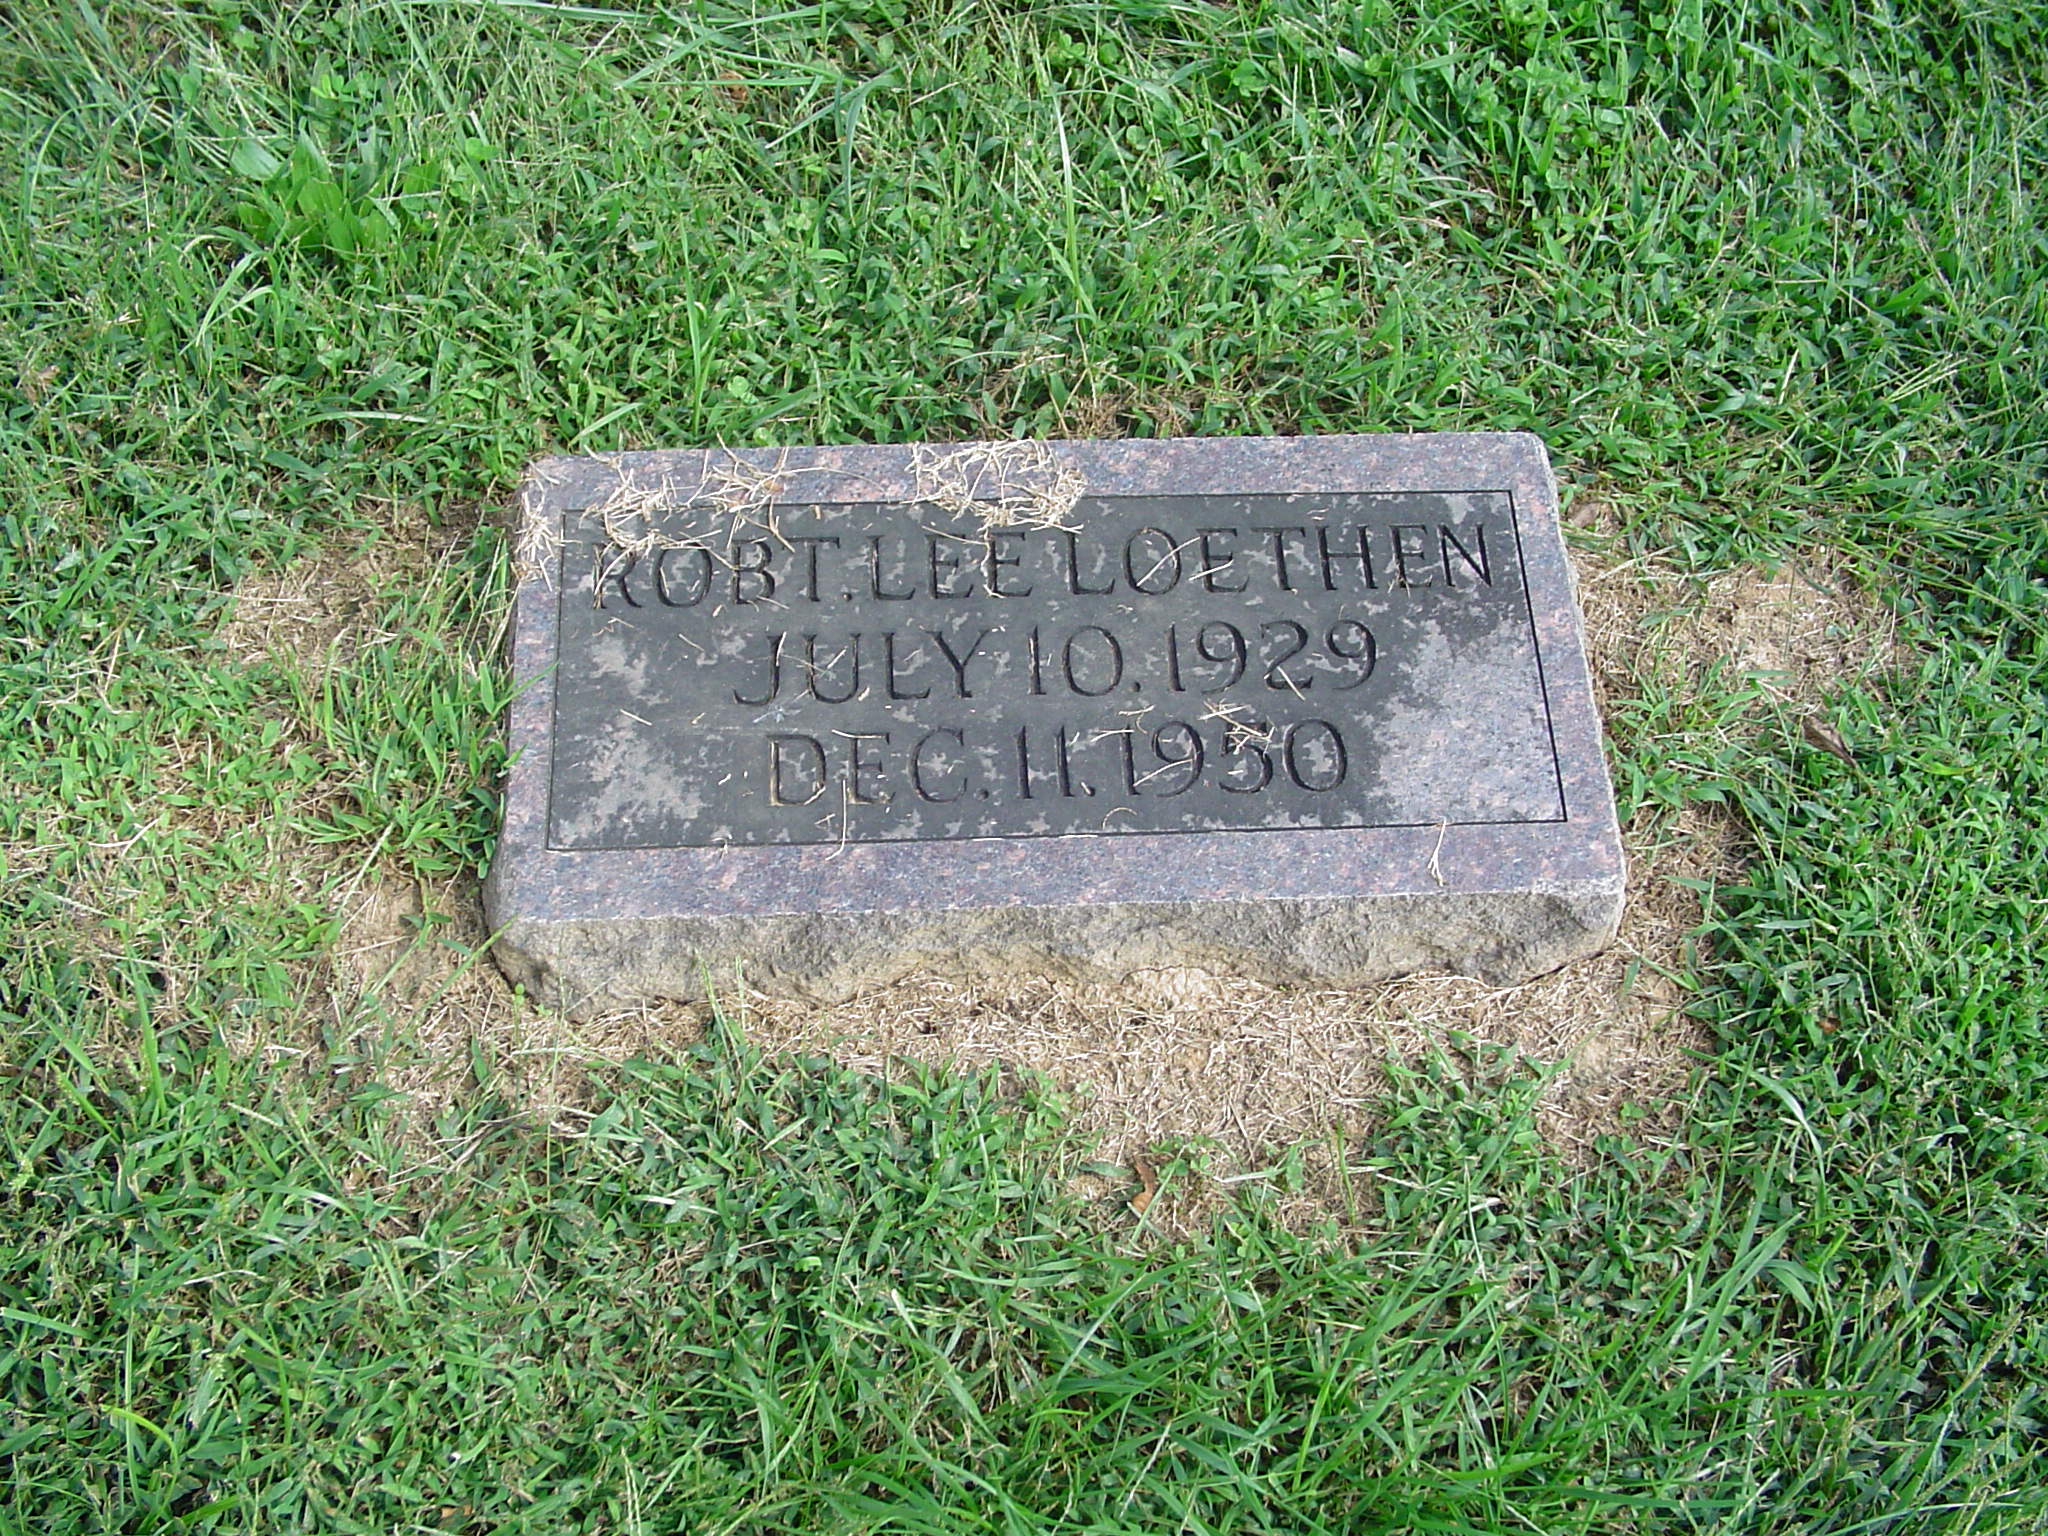 ROBT. LEE LOETHEN
JULY 10. 1929
DEC. 11. 1950